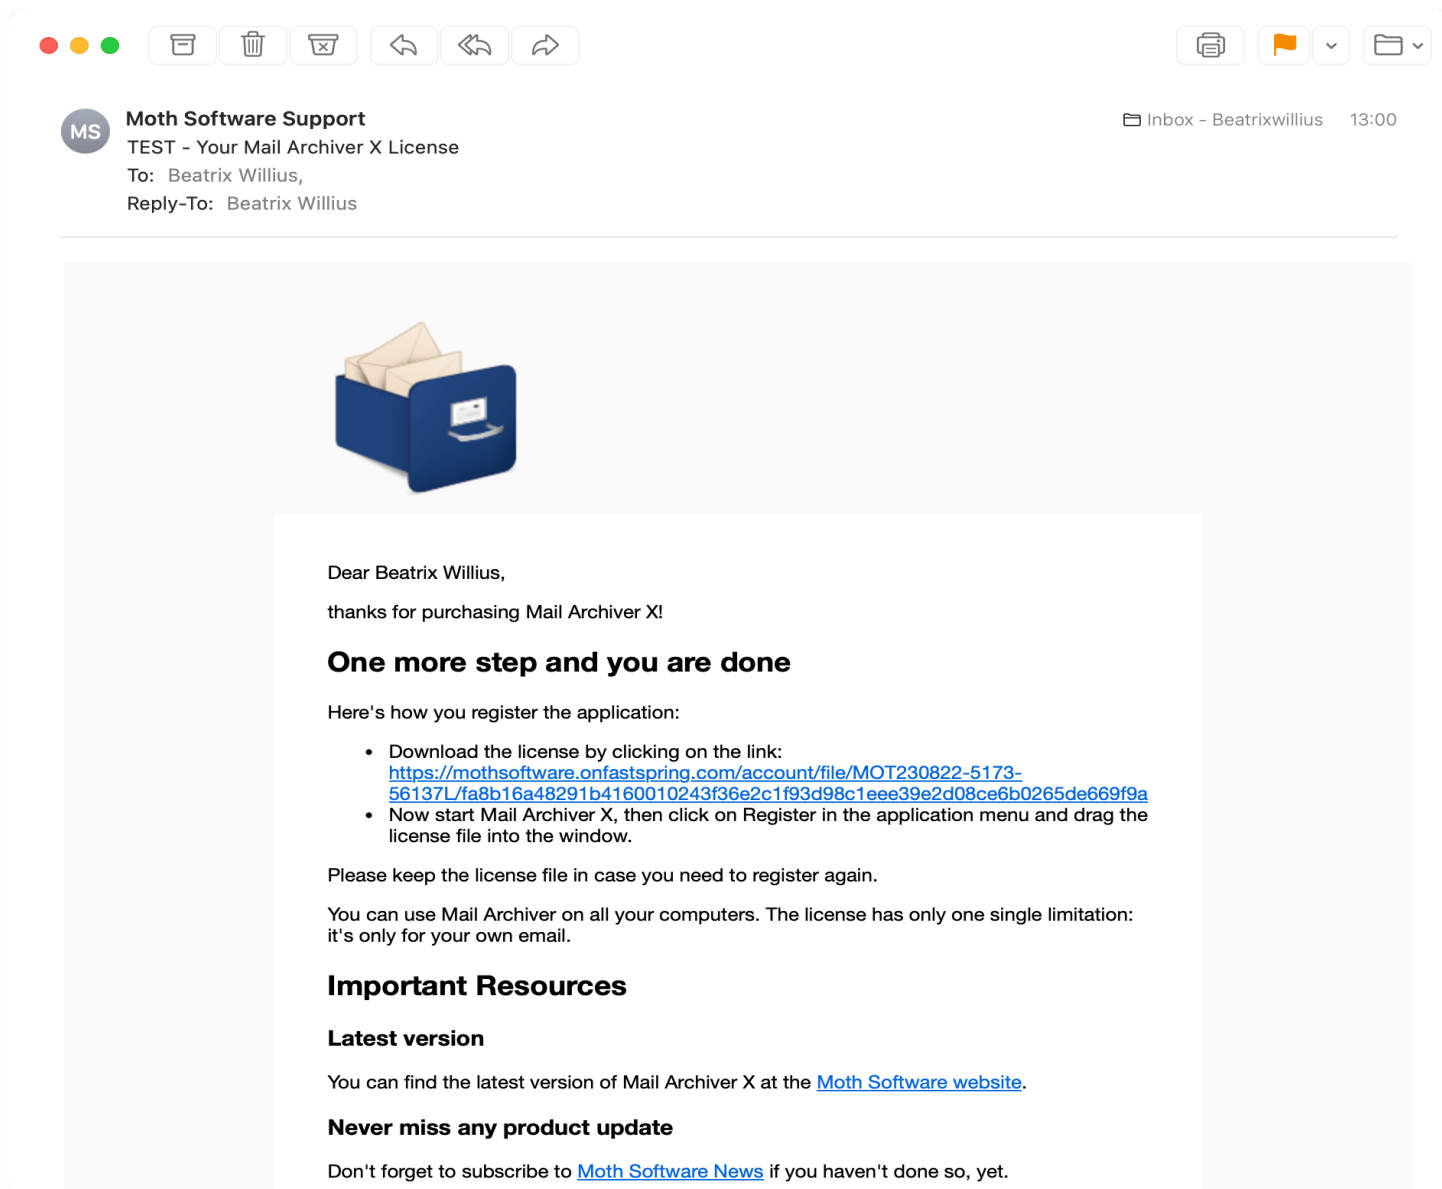 MS
Moth Software Support
Inbox - Beatrixwillius 13:00
TEST - Your Mail Archiver X License
To: Beatrix Willius,
Reply-To: Beatrix Willius
Dear Beatrix Willius,
thanks for purchasing Mail Archiver X!
One more step and you are done
Here's how you register the application:
• Download the license by clicking on the link:
https://mothsoftware.onfastspring.com/account/file/MOT230822-5173-
56137L/fa8b16a48291b4160010243f36e2c1f93d98c1eee39e2d08ce6b0265de669f9a
• Now start Mail Archiver X, then click on Register in the application menu and drag the
license file into the window.
Please keep the license file in case you need to register again.
You can use Mail Archiver on all your computers. The license has only one single limitation:
it's only for your own email.
Important Resources
Latest version
You can find the latest version of Mail Archiver X at the Moth Software website.
Never miss any product update
Don't forget to subscribe to Moth Software News if you haven't done so, yet.